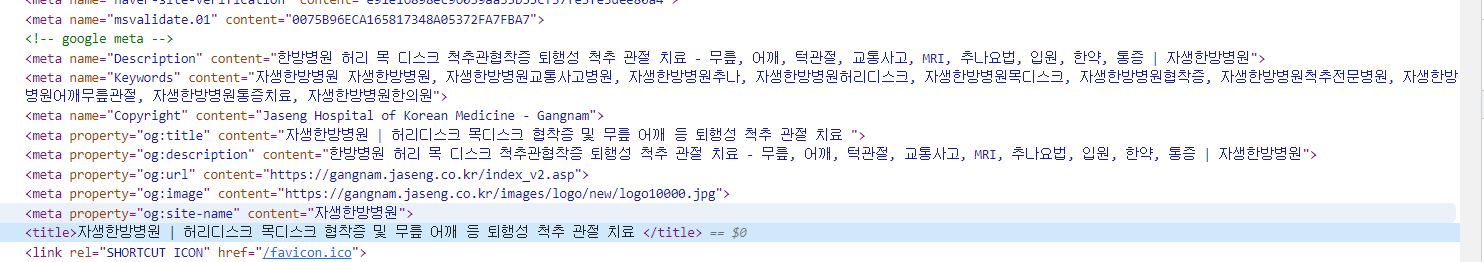 <meta name="msvalidate.01" content="0075B96ECA165817348A05372FA7FBA7">
<!-- google meta -->
<meta name="Description" content="한방병원 허리 목 디스크 척추관협착증 퇴행성 척추 관절 치료 - 무릎, 어깨, 턱관절, 교통사고, MRI, 추나요법, 입원, 한약, 통증 | 자생한방병원">
<meta name="Keywords" content="자생한방병원 자생한방병원, 자생한방병원교통사고병원, 자생한방병원추나, 자생한방병원허리디스크, 자생한방병원목디스크, 자생한방병원협착증, 자생한방병원척추전문병원, 자생한방
병원어깨무릎관절, 자생한방병원통증치료, 자생한방병원한의원">
<meta name="Copyright" content="Jaseng Hospital of Korean Medicine - Gangnam">
<meta property="og:title" content="자생한방병원 | 허리디스크 목디스크 협착증 및 무릎 어깨 등 퇴행성 척추 관절 치료 ">
<meta property="og:description" content="한방병원 허리 목 디스크 척추관협착증 퇴행성 척추 관절 치료 - 무릎, 어깨, 턱관절, 교통사고, MRI, 추나요법, 입원, 한약, 통증 | 자생한방병원">
<meta property="og:url" content="https://gangnam.jaseng.co.kr/index_v2.asp">
<meta property="og:image" content="https://gangnam.jaseng.co.kr/images/logo/new/logo10000.jpg">
<meta property="og:site-name" content="자생한방병원">
<title>자생한방병원 | 허리디스크 목디스크 협착증 및 무릎 어깨 등 퇴행성 척추 관절 치료 </title> == $0
<link rel="SHORTCUT ICON" href="/favicon.ico">